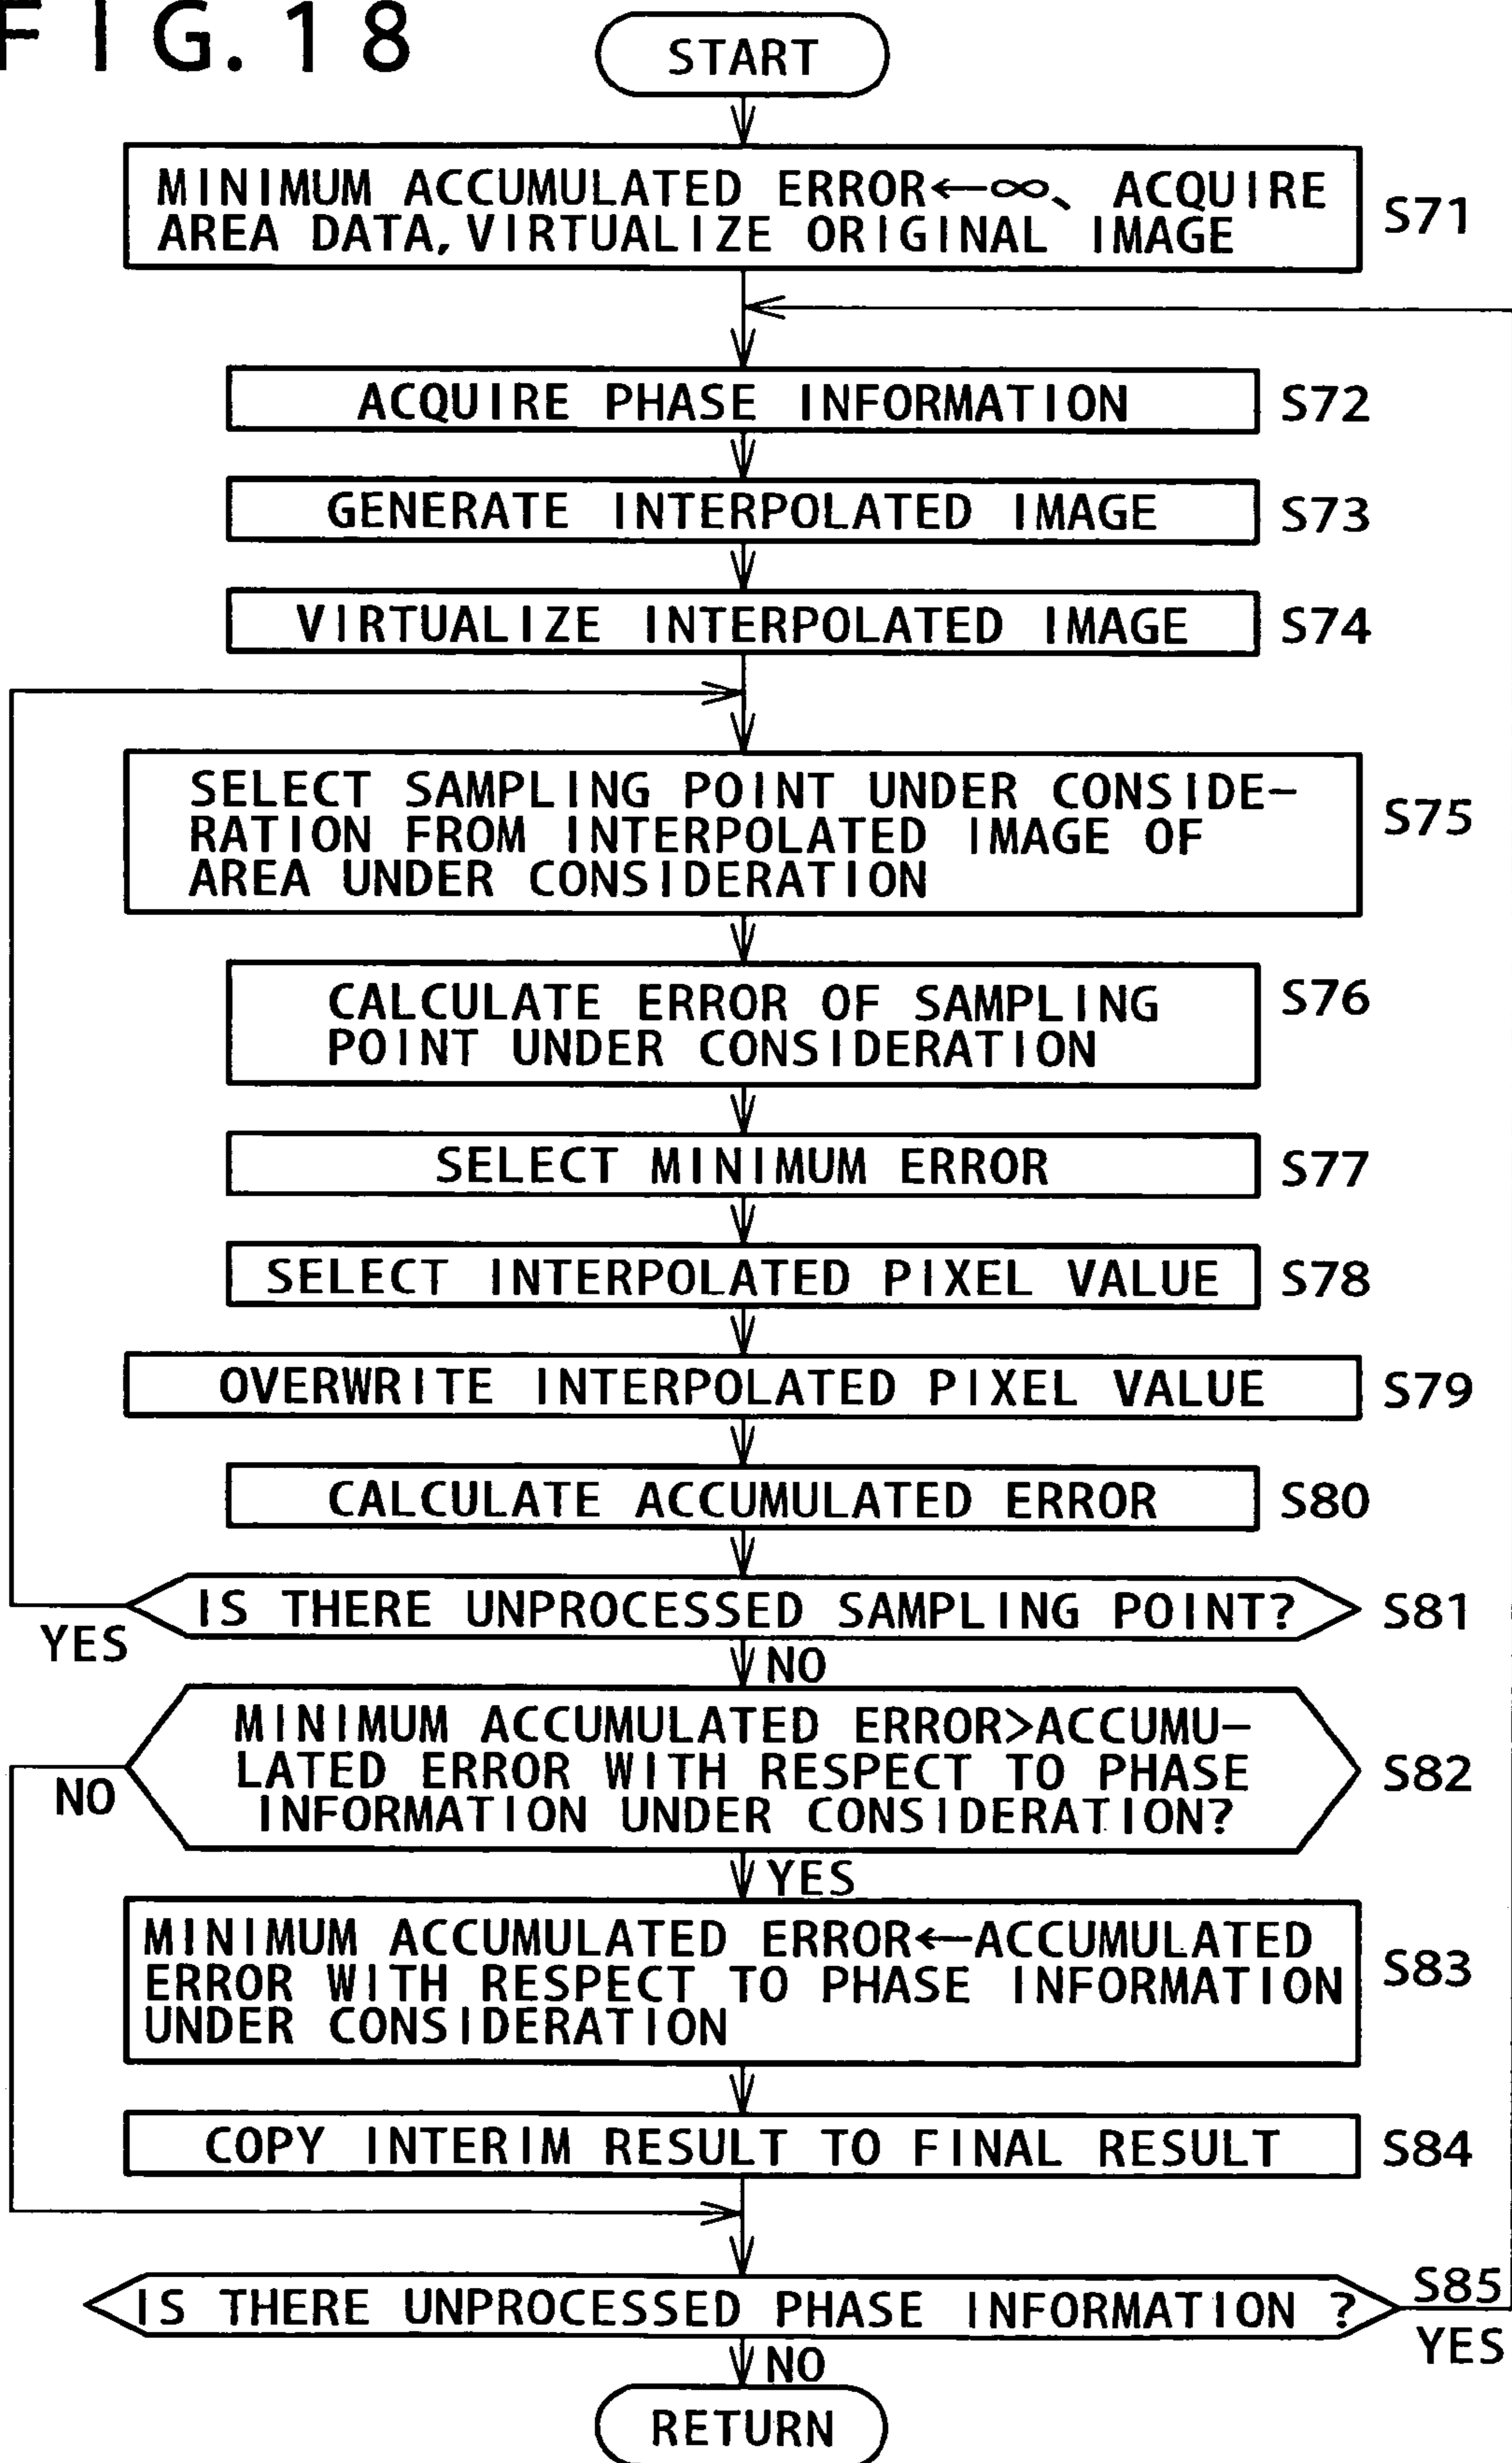 FIG.18
START
MINIMUM ACCUMULATED ERROR←∞、 ACQUIRE
AREA DATA,VIRTUALIZE ORIGINAL IMAGE
S71
ACQUIRE PHASE INFORMATION
S72
GENERATE INTERPOLATED IMAGE
S73
VIRTUALIZE INTERPOLATED IMAGE
S74
SELECT SAMPLING POINT UNDER CONSIDE-
RATION FROM INTERPOLATED IMAGE OF
AREA UNDER CONSIDERATION
S75
CALCULATE ERROR OF SAMPLING
POINT UNDER CONSIDERATION
S76
SELECT MINIMUM ERROR
S77
SELECT INTERPOLATED PIXEL VALUE
S78
OVERWRITE INTERPOLATED PIXEL VALUE
S79
CALCULATE ACCUMULATED ERROR
S80
IS THERE UNPROCESSED SAMPLING POINT?
S81
YES
NO
MINIMUM ACCUMULATED ERROR>ACCUMU-
LATED ERROR WITH RESPECT TO PHASE
INFORMATION UNDER CONSIDERATION?
S82
NO
YES
MINIMUM ACCUMULATED ERROR←ACCUMULATED
ERROR WITH RESPECT TO PHASE INFORMATION
UNDER CONSIDERATION
S83
COPY INTERIM RESULT TO FINAL RESULT
S84
IS THERE UNPROCESSED PHASE INFORMATION ?
S85
YES
NO
RETURN